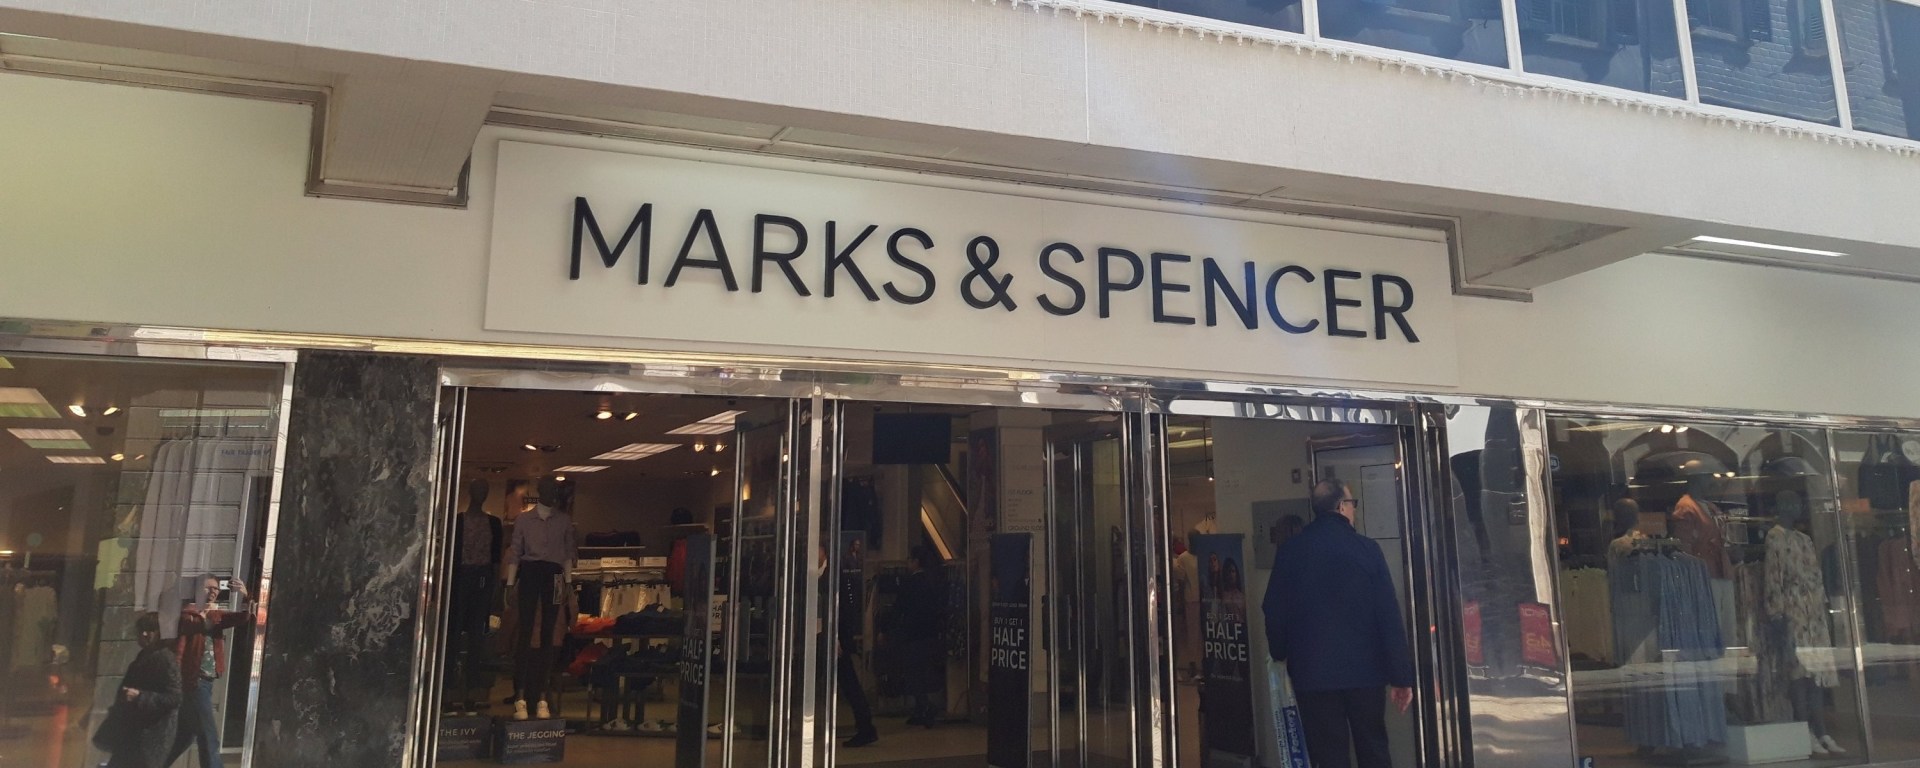 MARKS & SPENCER
THE IVY
THE JEGGING
HALF
PRICE
BUY 1 GET 1
HALF
PRICE
BUY 1 GET 1
HALF
PRICE
Factory